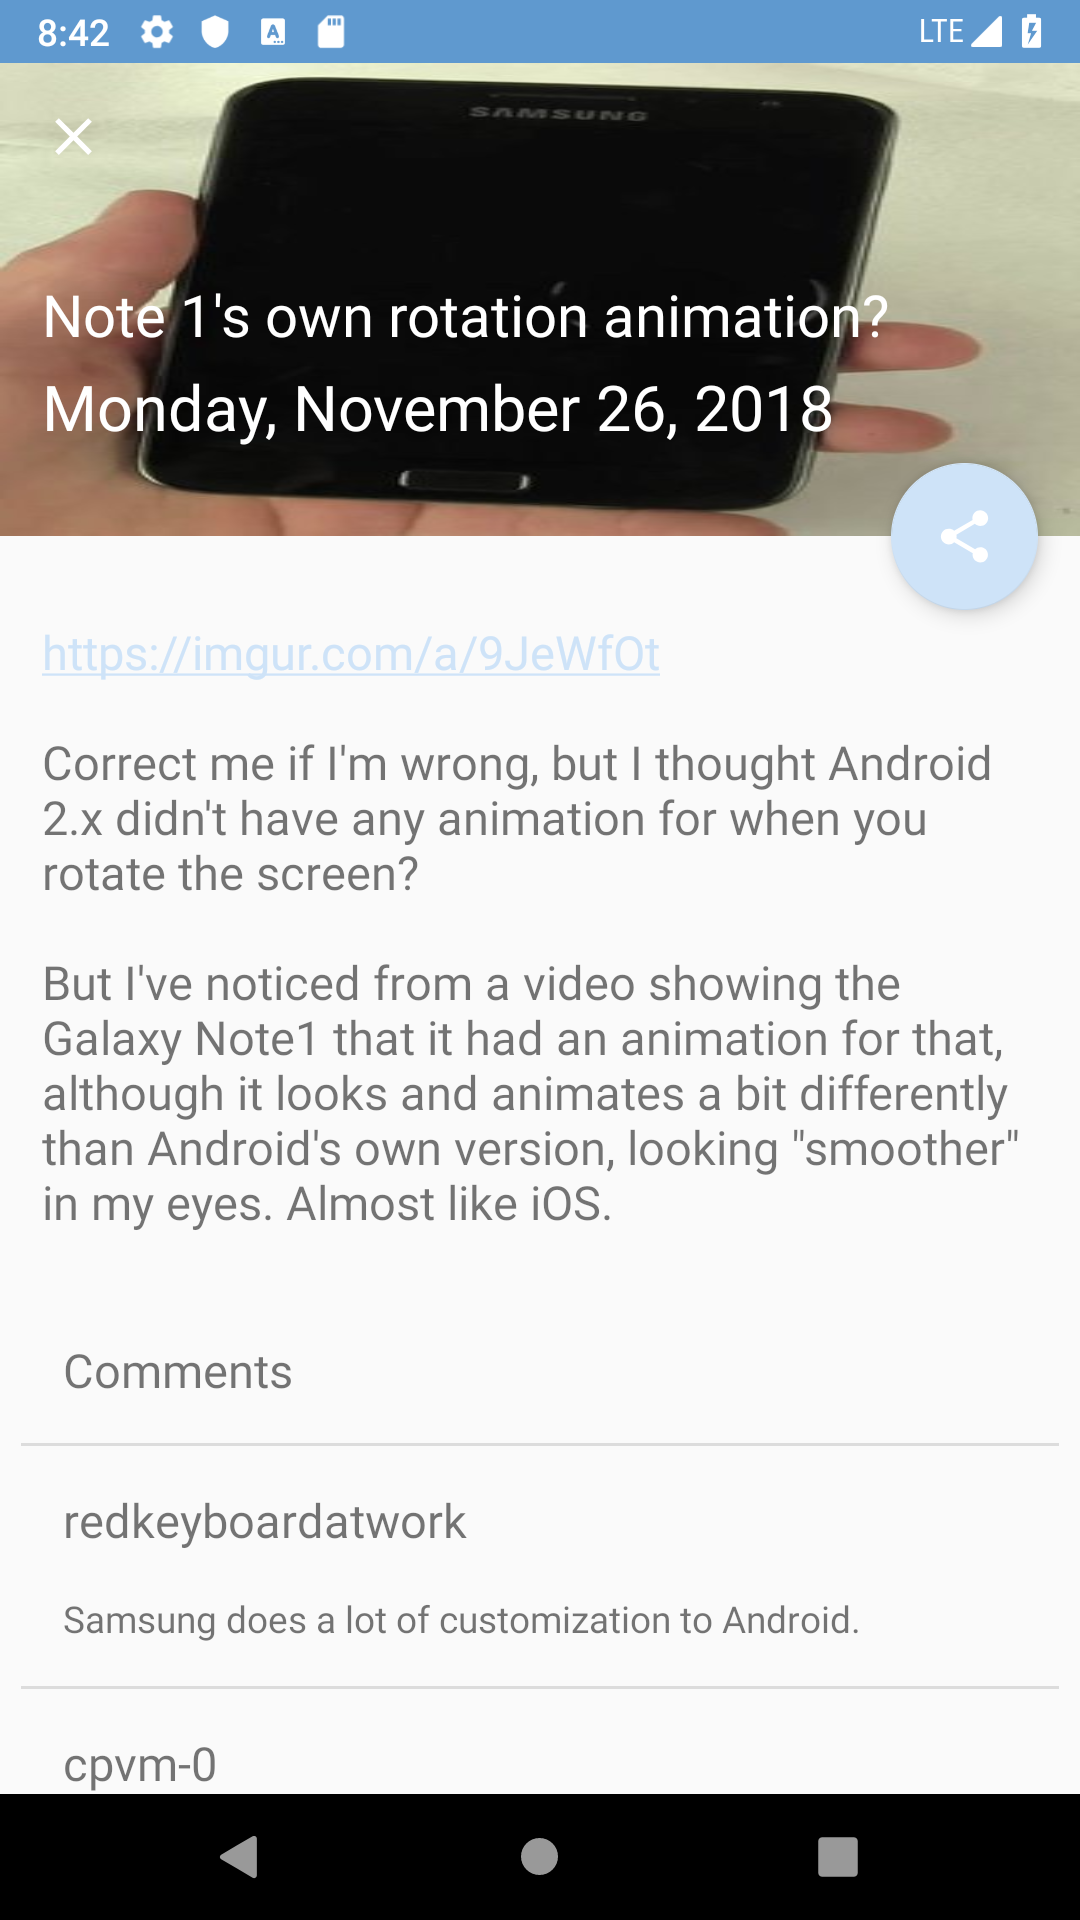 8:42
LTE
SAMSUNG
Note 1's own rotation animation?
Monday, November 26, 2018
https://imgur.com/a/9JeWfOt
Correct me if I'm wrong, but I thought Android
2.x didn't have any animation for when you
rotate the screen?
But I've noticed from a video showing the
Galaxy Note1 that it had an animation for that,
although it looks and animates a bit differently
than Android's own version, looking "smoother"
in my eyes. Almost like iOS.
Comments
redkeyboardatwork
Samsung does a lot of customization to Android.
cpvm-0